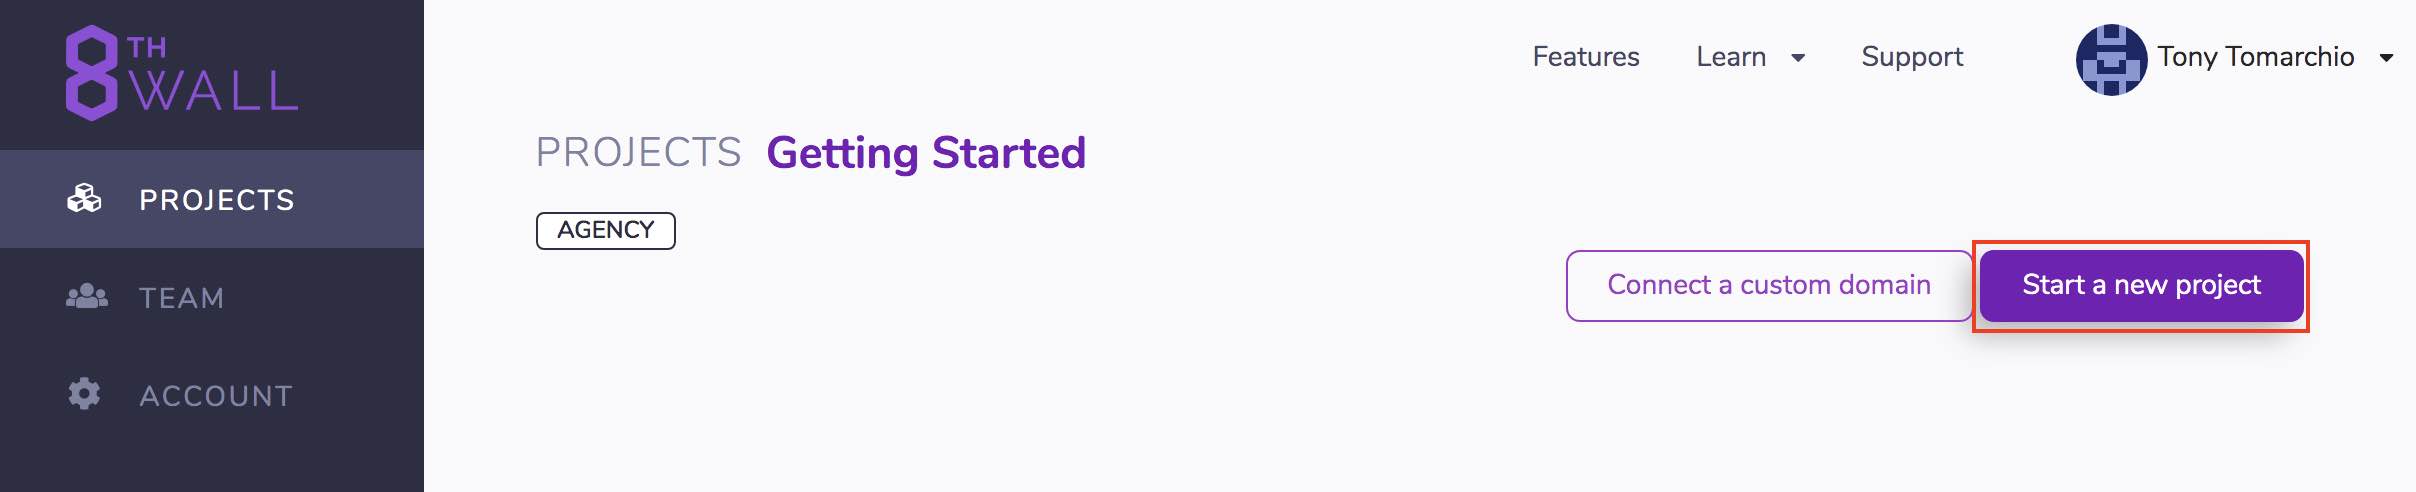 8TH WALL
PROJECTS
TEAM
ACCOUNT
Features Learn Support Tony Tomarchio
PROJECTS Getting Started
AGENCY
Connect a custom domain Start a new project